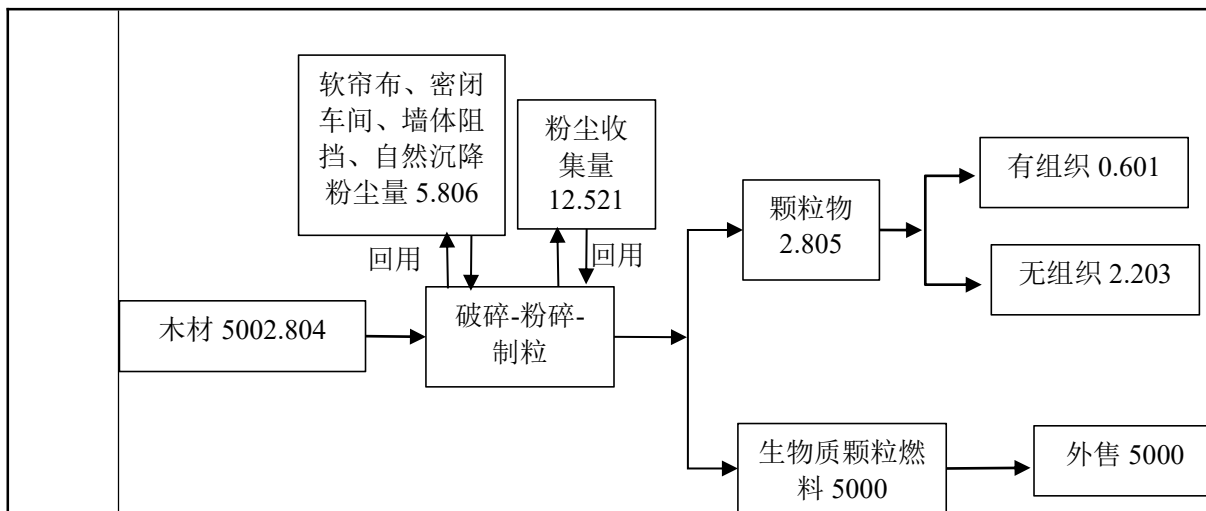 软帘布、密闭
车间、墙体阻
挡、自然沉降
粉尘量 5.806
粉尘收
集量
12.521
回用
回用
木材 5002.804
破碎-粉碎-
制粒
颗粒物
2.805
有组织 0.601
无组织 2.203
生物质颗粒燃
料 5000
外售 5000